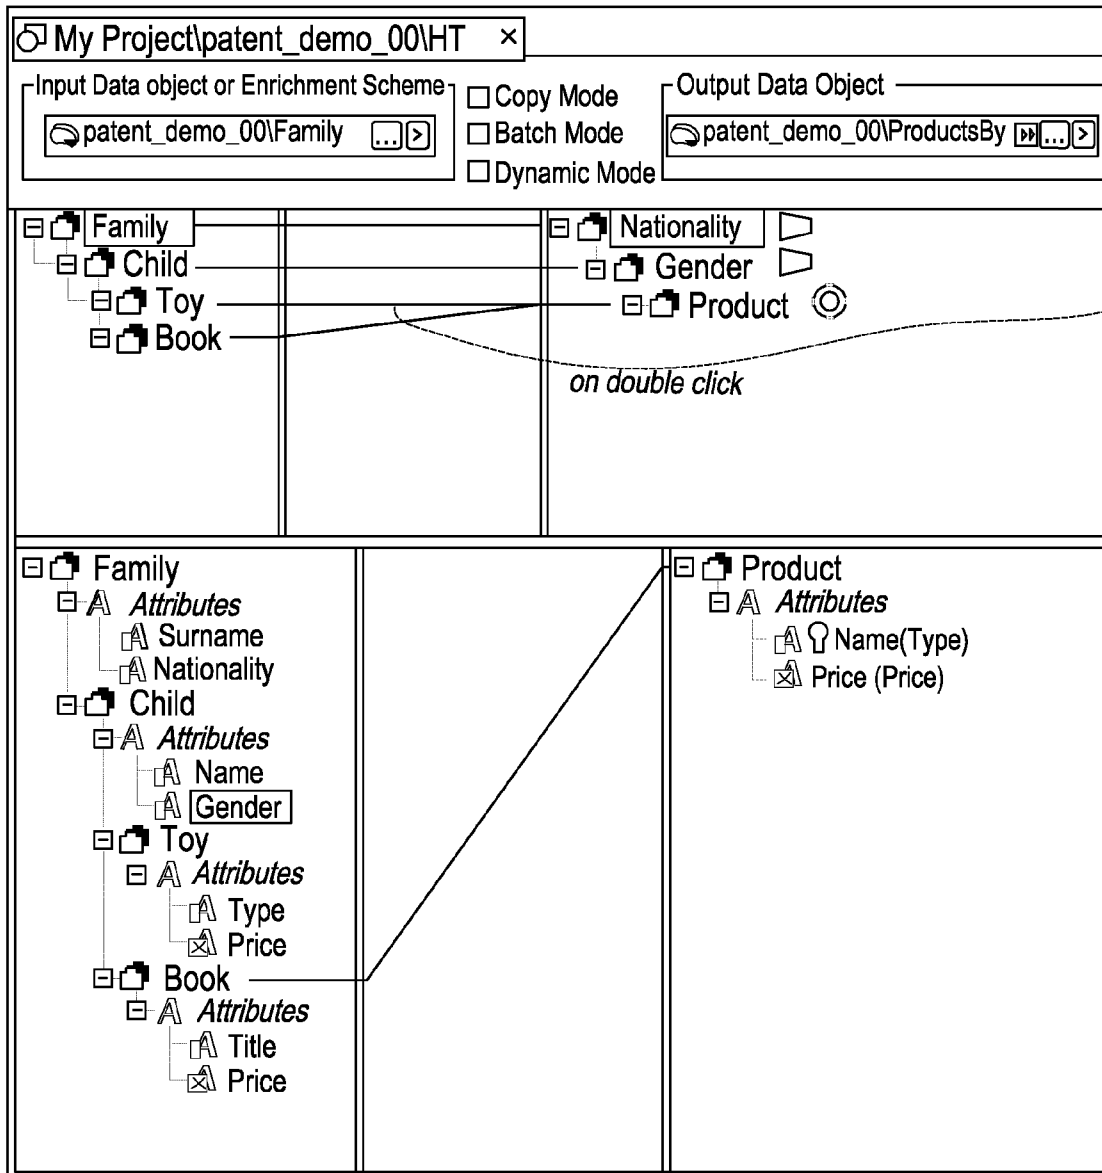 My Project\patent_demo_00\HT ×
Input Data object or Enrichment Scheme
patent_demo_00\Family ... >
Copy Mode
Batch Mode
Dynamic Mode
Output Data Object
patent_demo_00\ProductsBy ... >
Family
Child
Toy
Book
Nationality
Gender
Product
on double click
Family
Attributes
Surname
Nationality
Child
Attributes
Name
Gender
Toy
Attributes
Type
Price
Book
Attributes
Title
Price
Product
Attributes
Name(Type)
Price (Price)